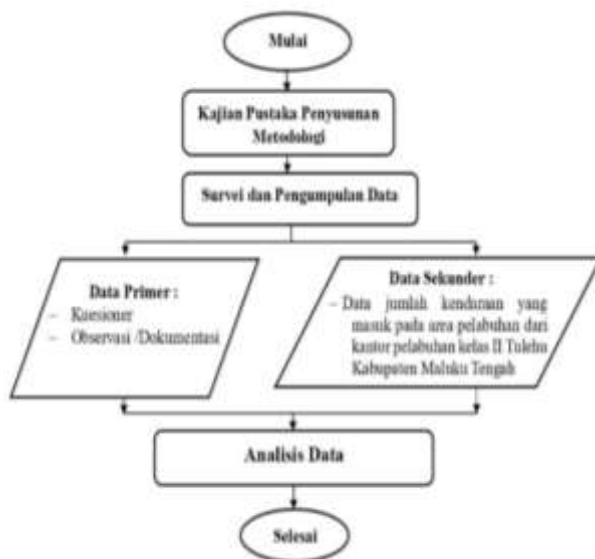 Mulai
Kajian Pustaka Penyusunan
Metodologi
Survei dan Pengumpulan Data
Data Primer :
– Kuesioner
– Observasi /Dokumentasi
Data Sekunder :
– Data jumlah kendaraan yang
masuk pada area pelabuhan dari
kantor pelabuhan kelas II Tulehu
Kabupaten Maluku Tengah
Analisis Data
Selesai